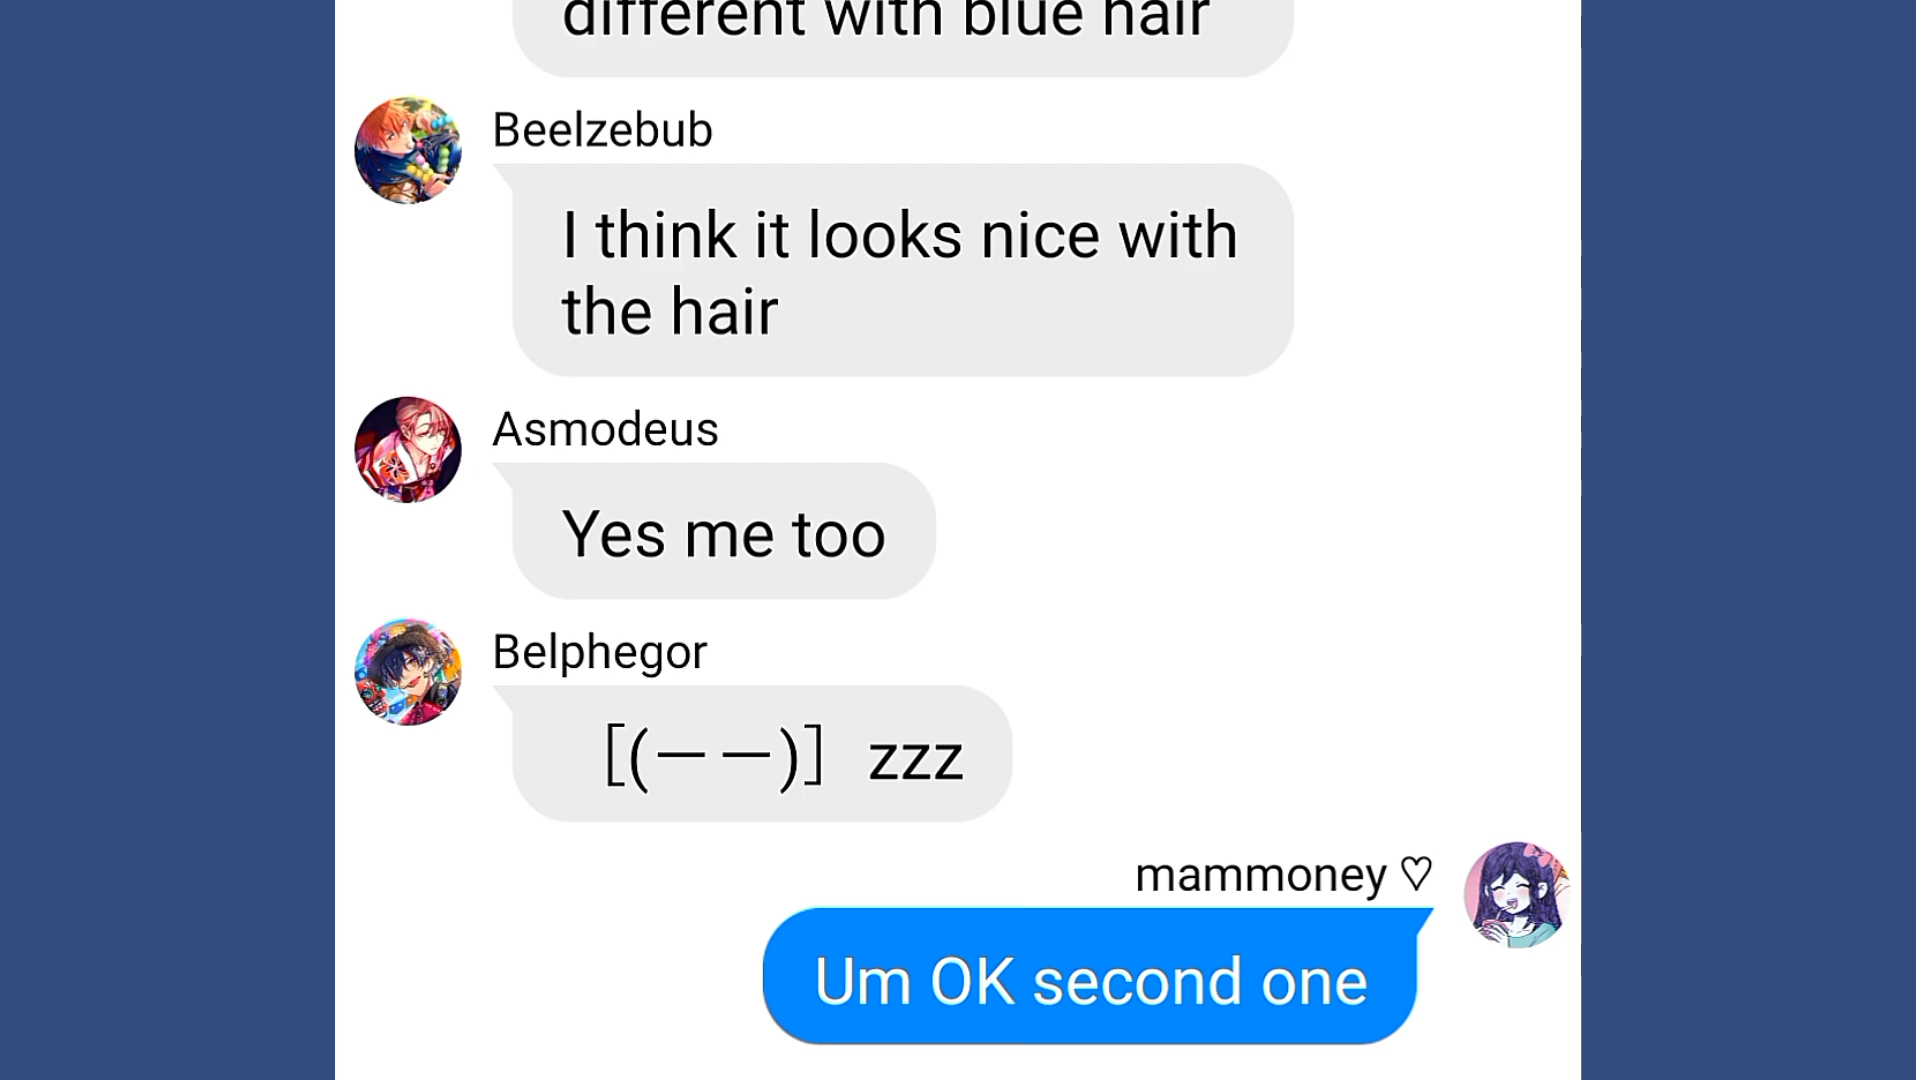 different with blue hair
Beelzebub
I think it looks nice with
the hair
Asmodeus
Yes me too
Belphegor
[(－－)] zzz
mammoney ♡
Um OK second one